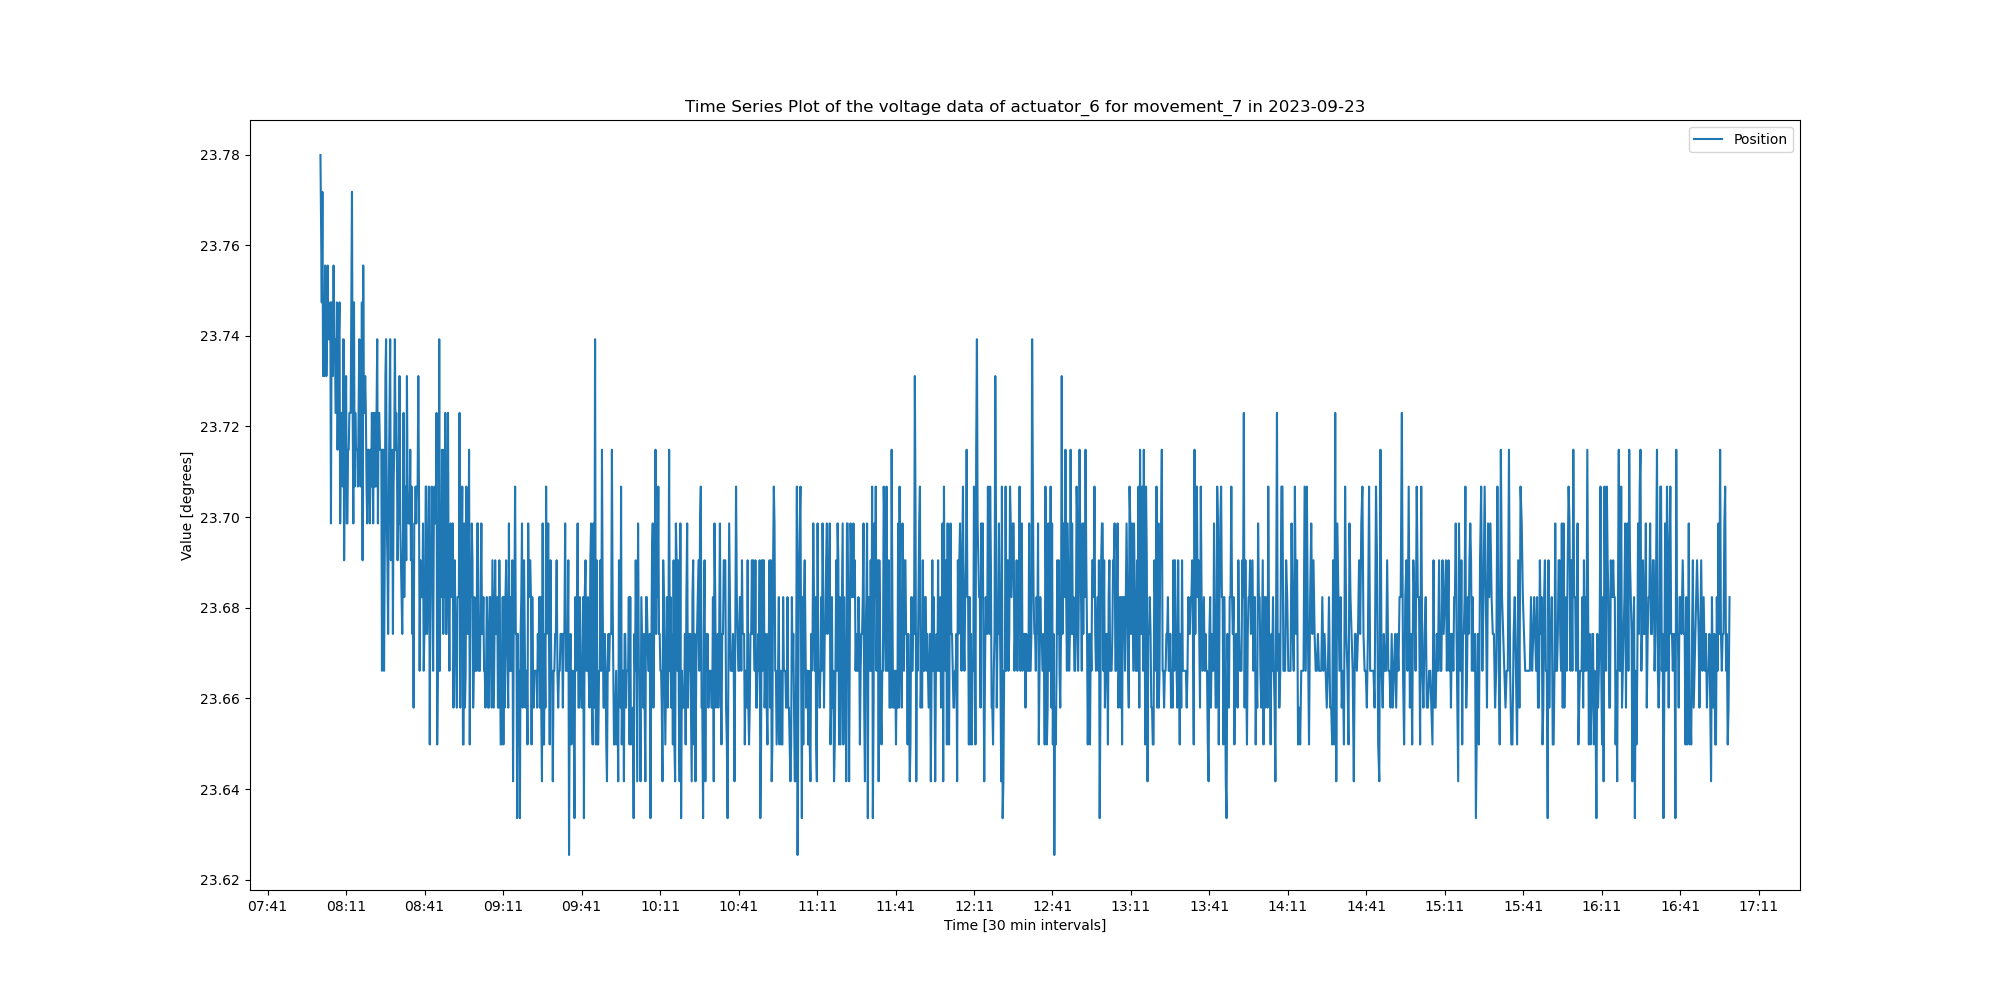 Time Series Plot of the voltage data of actuator_6 for movement_7 in 2023-09-23
Position
23.78
23.76
23.74
23.72
23.70
23.68
23.66
23.64
23.62
Value [degrees]
07:41 08:11 08:41 09:11 09:41 10:11 10:41 11:11 11:41 12:11 12:41 13:11 13:41 14:11 14:41 15:11 15:41 16:11 16:41 17:11
Time [30 min intervals]